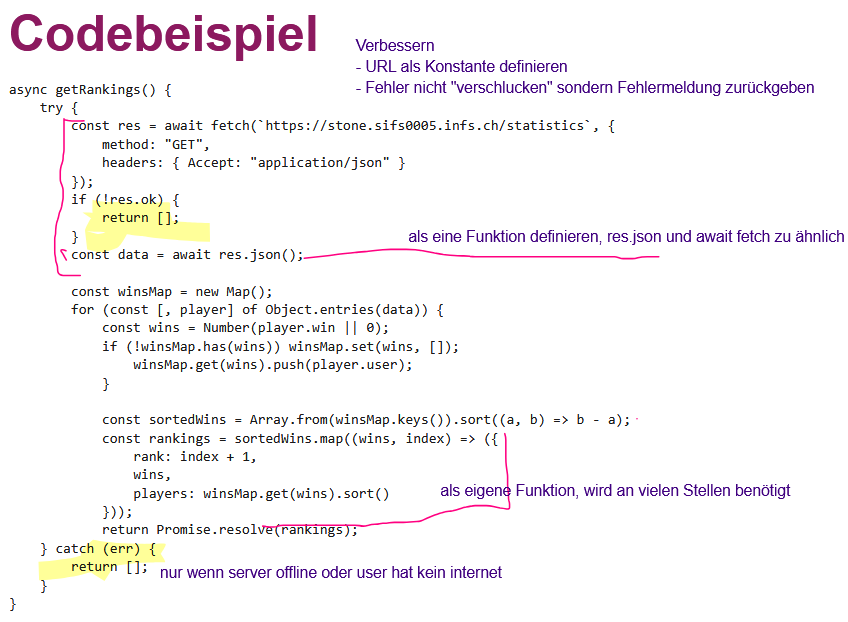 Codebeispiel
Verbessern
- URL als Konstante definieren
- Fehler nicht "verschlucken" sondern Fehlermeldung zurückgeben
async getRankings() {
    try {
        const res = await fetch(`https://stone.sifs0005.infs.ch/statistics`, {
            method: "GET",
            headers: { Accept: "application/json" }
        });
        if (!res.ok) {
            return [];
        }
als eine Funktion definieren, res.json und await fetch zu ähnlich
        const data = await res.json();
        const winsMap = new Map();
        for (const [, player] of Object.entries(data)) {
            const wins = Number(player.win || 0);
            if (!winsMap.has(wins)) winsMap.set(wins, []);
                winsMap.get(wins).push(player.user);
            }
            const sortedWins = Array.from(winsMap.keys()).sort((a, b) => b - a);
            const rankings = sortedWins.map((wins, index) => ({
                rank: index + 1,
                wins,
                players: winsMap.get(wins).sort()
als eigene Funktion, wird an vielen Stellen benötigt
            }));
            return Promise.resolve(rankings);
    } catch (err) {
        return [];
nur wenn server offline oder user hat kein internet
    }
}